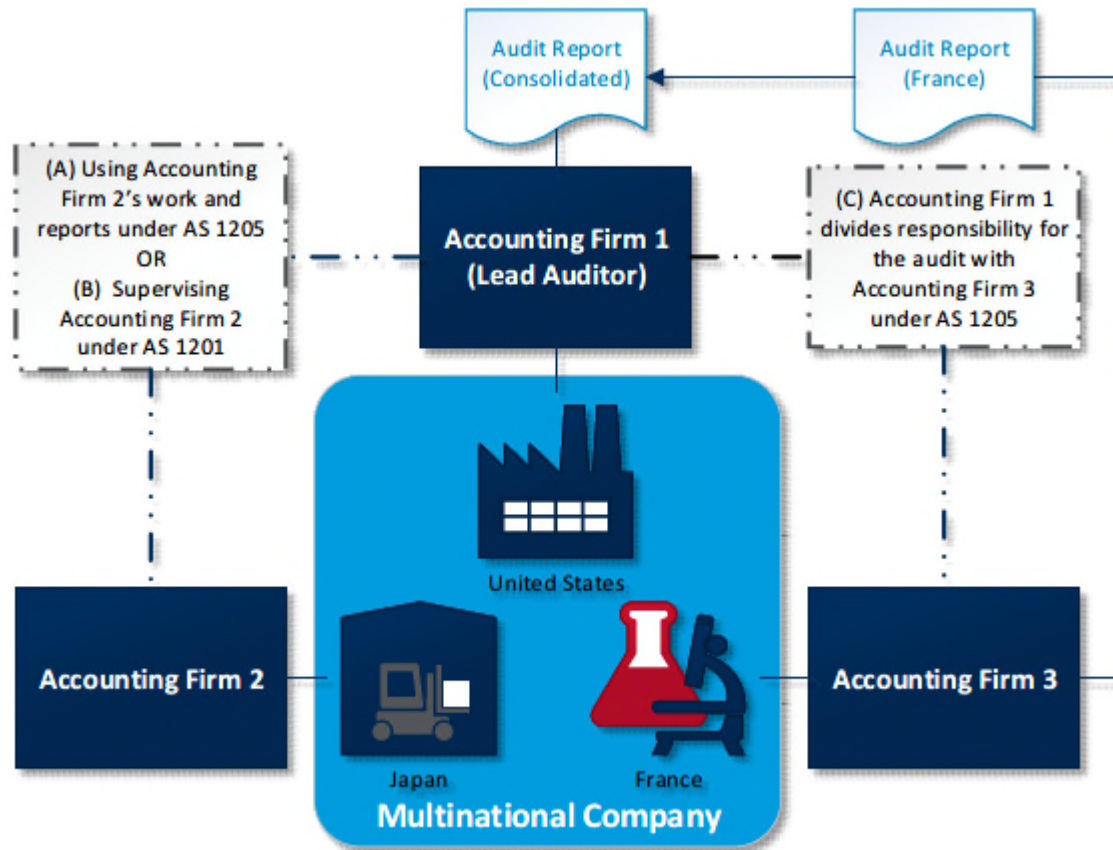 Audit Report
(Consolidated)
Audit Report
(France)
(A) Using Accounting
Firm 2's work and
reports under AS 1205
OR
(B) Supervising
Accounting Firm 2
under AS 1201
Accounting Firm 1
(Lead Auditor)
(C) Accounting Firm 1
divides responsibility for
the audit with
Accounting Firm 3
under AS 1205
United States
Accounting Firm 2
Accounting Firm 3
Japan
France
Multinational Company